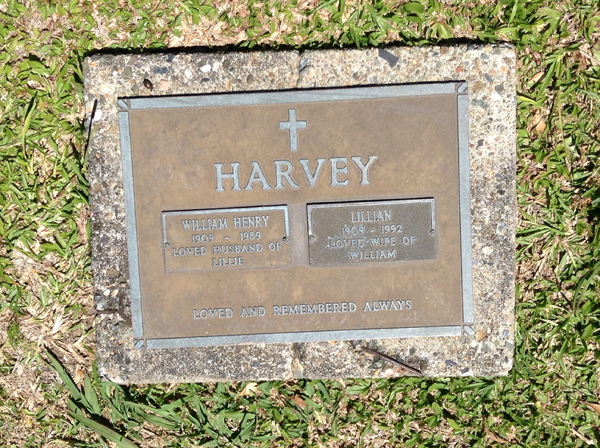 HARVEY
WILLIAM HENRY
1909 - 1989
LOVED HUSBAND OF
LILLIE
LILLIAN
1909 - 1992
LOVED WIFE OF
WILLIAM
LOVED AND REMEMBERED ALWAYS